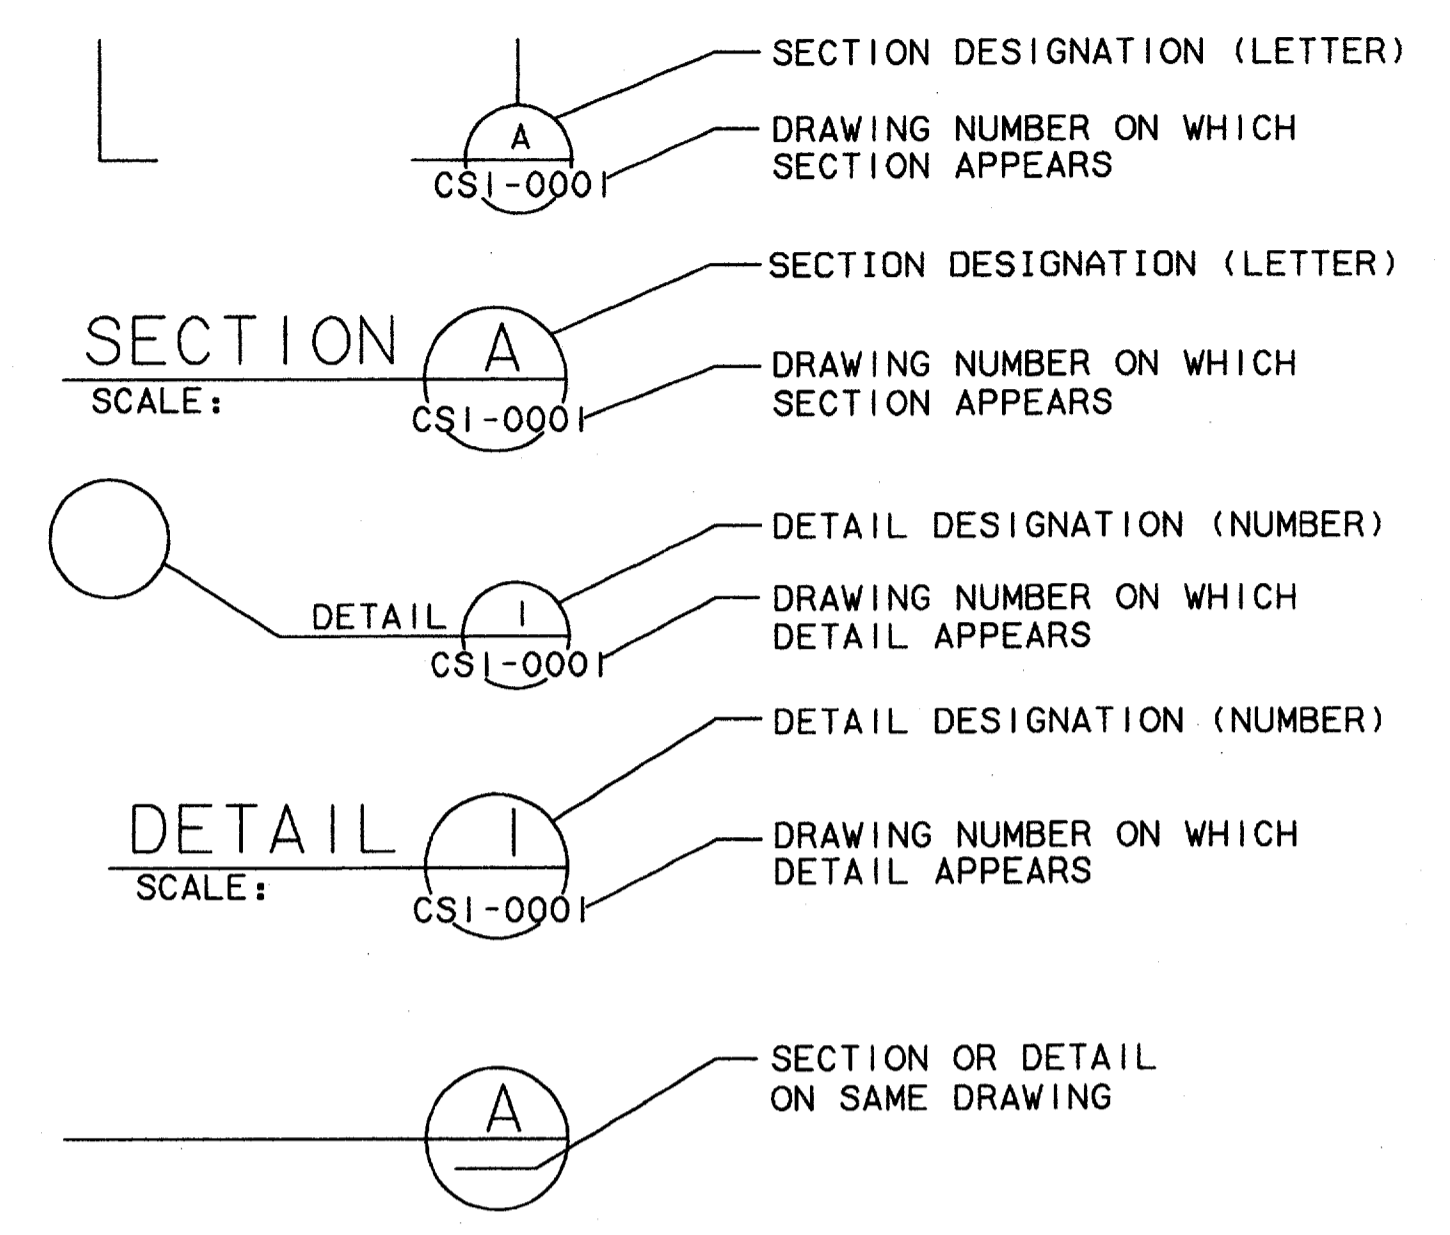 SECTION DESIGNATION (LETTER)
A
DRAWING NUMBER ON WHICH
SECTION APPEARS
CS1-0001
SECTION DESIGNATION (LETTER)
SECTION A
DRAWING NUMBER ON WHICH
SECTION APPEARS
SCALE:
CS1-0001
DETAIL DESIGNATION (NUMBER)
DETAIL 1
DRAWING NUMBER ON WHICH
DETAIL APPEARS
CS1-0001
DETAIL DESIGNATION (NUMBER)
DETAIL 1
DRAWING NUMBER ON WHICH
DETAIL APPEARS
SCALE:
CS1-0001
SECTION OR DETAIL
ON SAME DRAWING
A